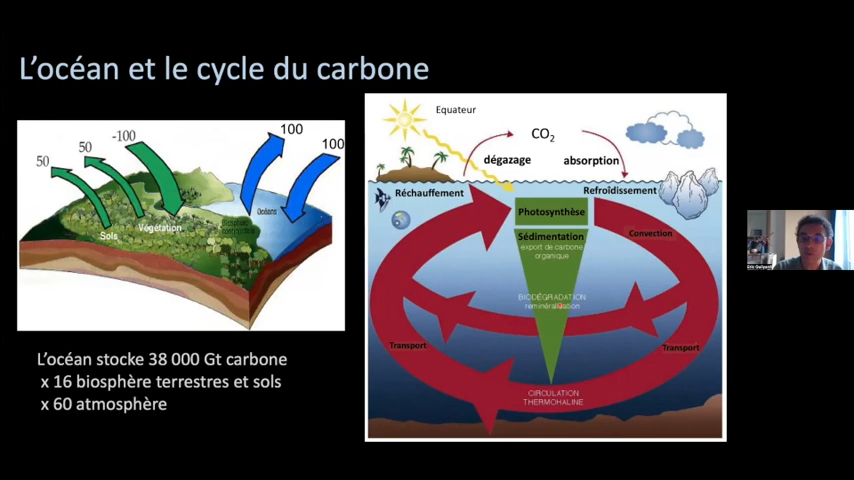 L'océan et le cycle du carbone
50
50
-100
100
100
Sols
Végétation
Océans
L'océan stocke 38 000 Gt carbone
x 16 biosphère terrestres et sols
x 60 atmosphère
Equateur
CO2
dégazage
absorption
Réchauffement
Refroidissement
Photosynthèse
Sédimentation
export de carbone
organique
Convection
BIODÉGRADATION
reminéralisation
Transport
Transport
CIRCULATION
THERMOHALINE